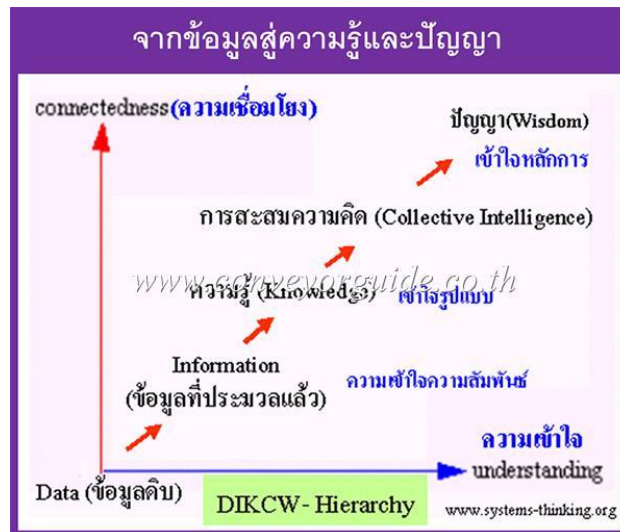 จากข้อมูลสู่ความรู้และปัญญา
connectedness(ความเชื่อมโยง)
ปัญญา(Wisdom)
เข้าใจหลักการ
การสะสมความคิด (Collective Intelligence)
www.conveyorguide.co.th
ความรู้ (Knowledge)
เข้าใจรูปแบบ
Information
(ข้อมูลที่ประมวลแล้ว)
ความเข้าใจความสัมพันธ์
ความเข้าใจ
understanding
Data (ข้อมูลดิบ)
DIKCW- Hierarchy
www.systems-thinking.org